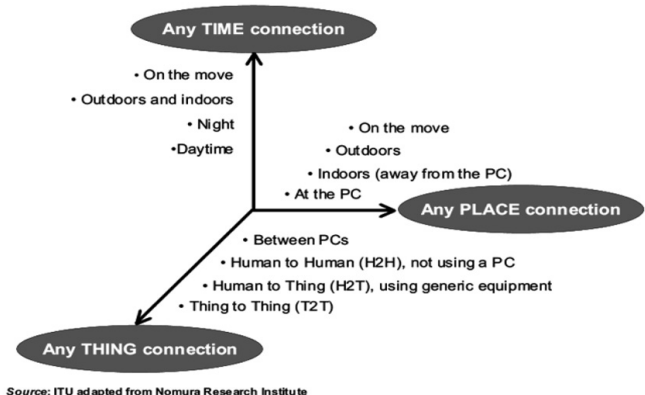 Any TIME connection
• On the move
• Outdoors and indoors
• Night
•Daytime
• On the move
• Outdoors
• Indoors (away from the PC)
• At the PC
Any PLACE connection
• Between PCs
• Human to Human (H2H), not using a PC
• Human to Thing (H2T), using generic equipment
• Thing to Thing (T2T)
Any THING connection
Source: ITU adapted from Nomura Research Institute